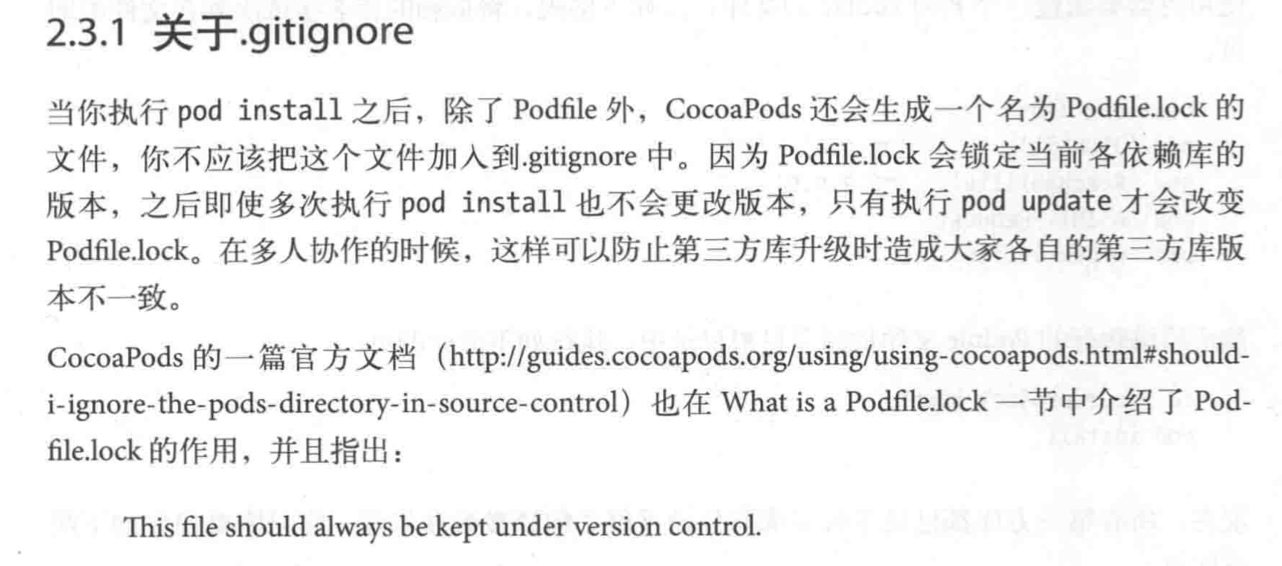 2.3.1 关于.gitignore
当你执行 pod install 之后，除了 Podfile 外，CocoaPods 还会生成一个名为 Podfile.lock 的
文件，你不应该把这个文件加入到.gitignore 中。因为 Podfile.lock 会锁定当前各依赖库的
版本，之后即使多次执行 pod install 也不会更改版本，只有执行 pod update 才会改变
Podfile.lock。在多人协作的时候，这样可以防止第三方库升级时造成大家各自的第三方库版
本不一致。
CocoaPods 的一篇官方文档（http://guides.cocoapods.org/using/using-cocoapods.html#should-
i-ignore-the-pods-directory-in-source-control）也在 What is a Podfile.lock 一节中介绍了 Pod-
file.lock 的作用，并且指出：
This file should always be kept under version control.